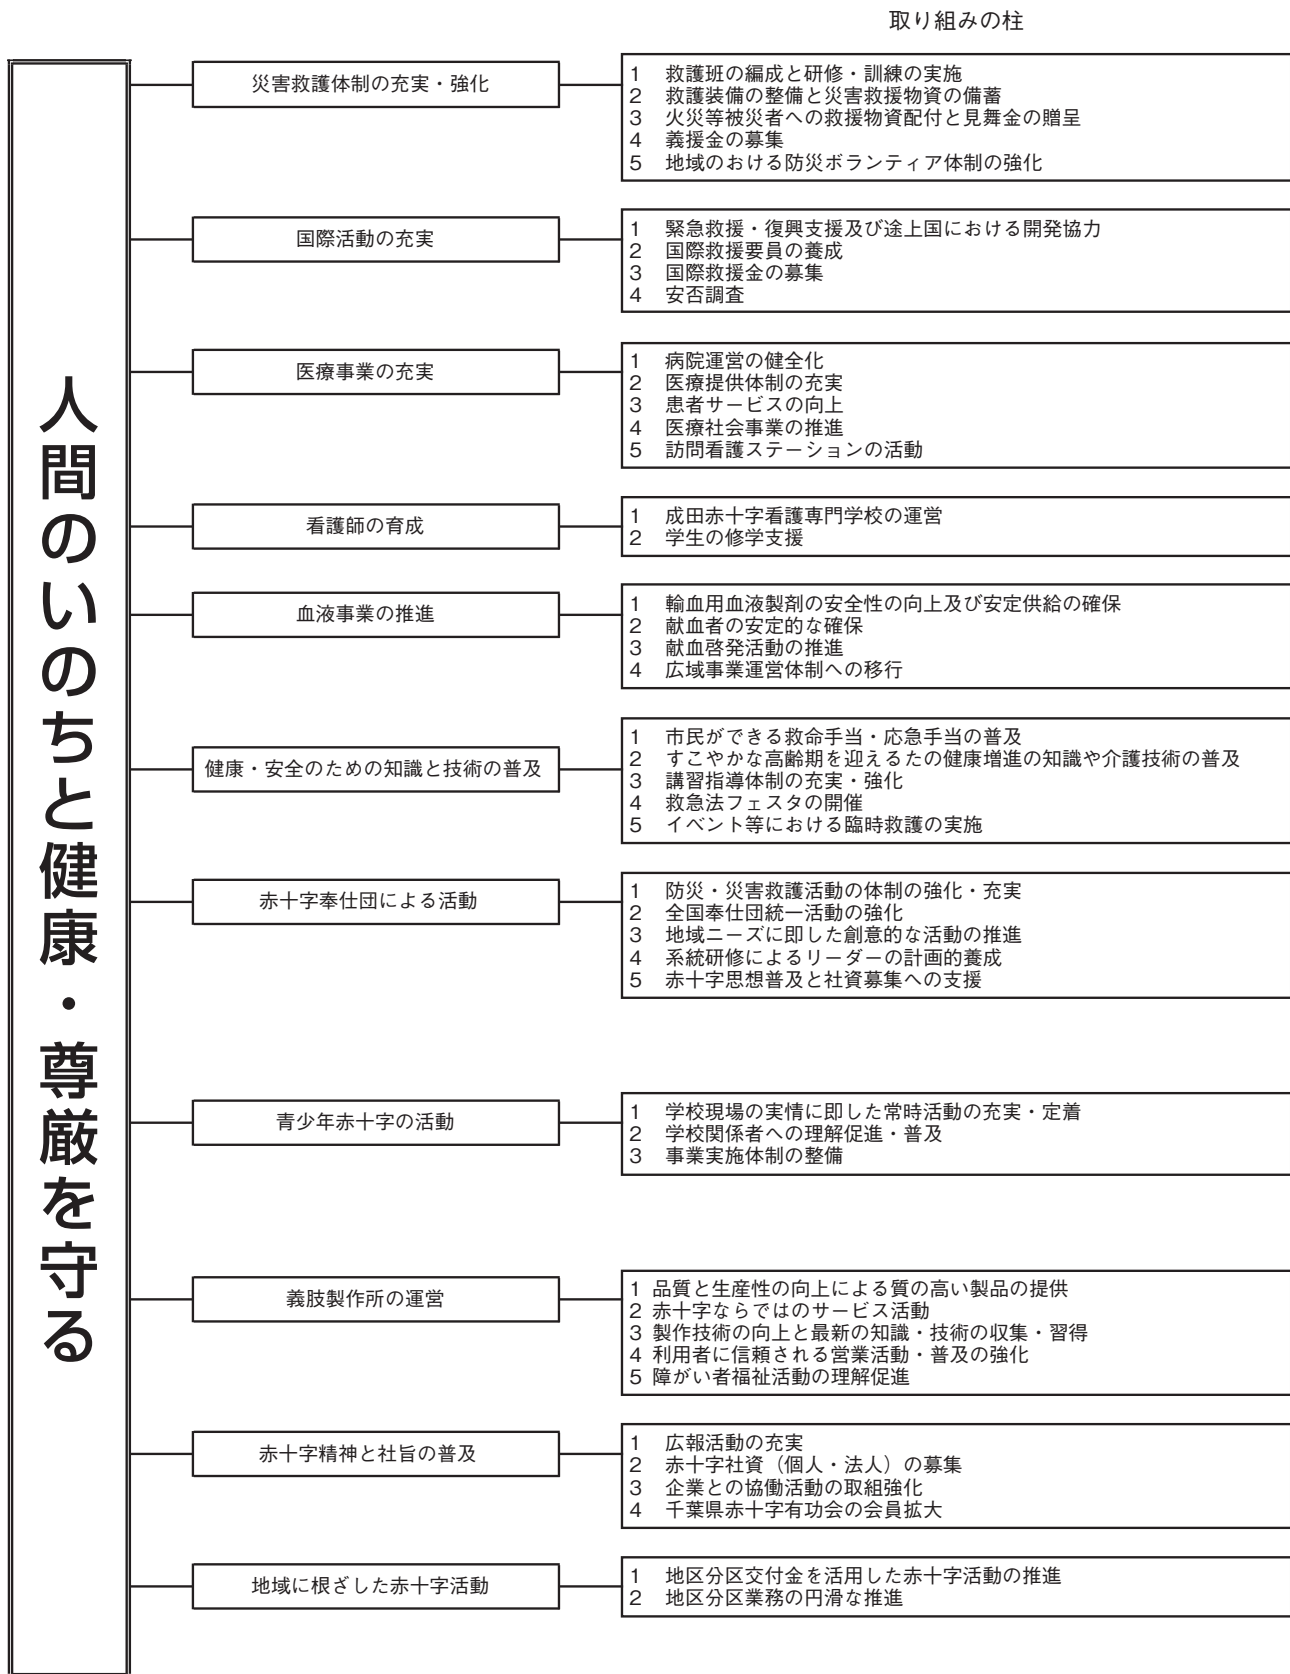 取り組みの柱
人間のいのちと健康・尊厳を守る
災害救護体制の充実・強化
1 救護班の編成と研修・訓練の実施
2 救護装備の整備と災害救援物資の備蓄
3 火災等被災者への救援物資配付と見舞金の贈呈
4 義援金の募集
5 地域のおける防災ボランティア体制の強化
国際活動の充実
1 緊急救援・復興支援及び途上国における開発協力
2 国際救援要員の養成
3 国際救援金の募集
4 安否調査
医療事業の充実
1 病院運営の健全化
2 医療提供体制の充実
3 患者サービスの向上
4 医療社会事業の推進
5 訪問看護ステーションの活動
看護師の育成
1 成田赤十字看護専門学校の運営
2 学生の修学支援
血液事業の推進
1 輸血用血液製剤の安全性の向上及び安定供給の確保
2 献血者の安定的な確保
3 献血啓発活動の推進
4 広域事業運営体制への移行
健康・安全のための知識と技術の普及
1 市民ができる救命手当・応急手当の普及
2 すこやかな高齢期を迎えるたの健康増進の知識や介護技術の普及
3 講習指導体制の充実・強化
4 救急法フェスタの開催
5 イベント等における臨時救護の実施
赤十字奉仕団による活動
1 防災・災害救護活動の体制の強化・充実
2 全国奉仕団統一活動の強化
3 地域ニーズに即した創意的な活動の推進
4 系統研修によるリーダーの計画的養成
5 赤十字思想普及と社資募集への支援
青少年赤十字の活動
1 学校現場の実情に即した常時活動の充実・定着
2 学校関係者への理解促進・普及
3 事業実施体制の整備
義肢製作所の運営
1 品質と生産性の向上による質の高い製品の提供
2 赤十字ならではのサービス活動
3 製作技術の向上と最新の知識・技術の収集・習得
4 利用者に信頼される営業活動・普及の強化
5 障がい者福祉活動の理解促進
赤十字精神と社旨の普及
1 広報活動の充実
2 赤十字社資（個人・法人）の募集
3 企業との協働活動の取組強化
4 千葉県赤十字有功会の会員拡大
地域に根ざした赤十字活動
1 地区分区交付金を活用した赤十字活動の推進
2 地区分区業務の円滑な推進